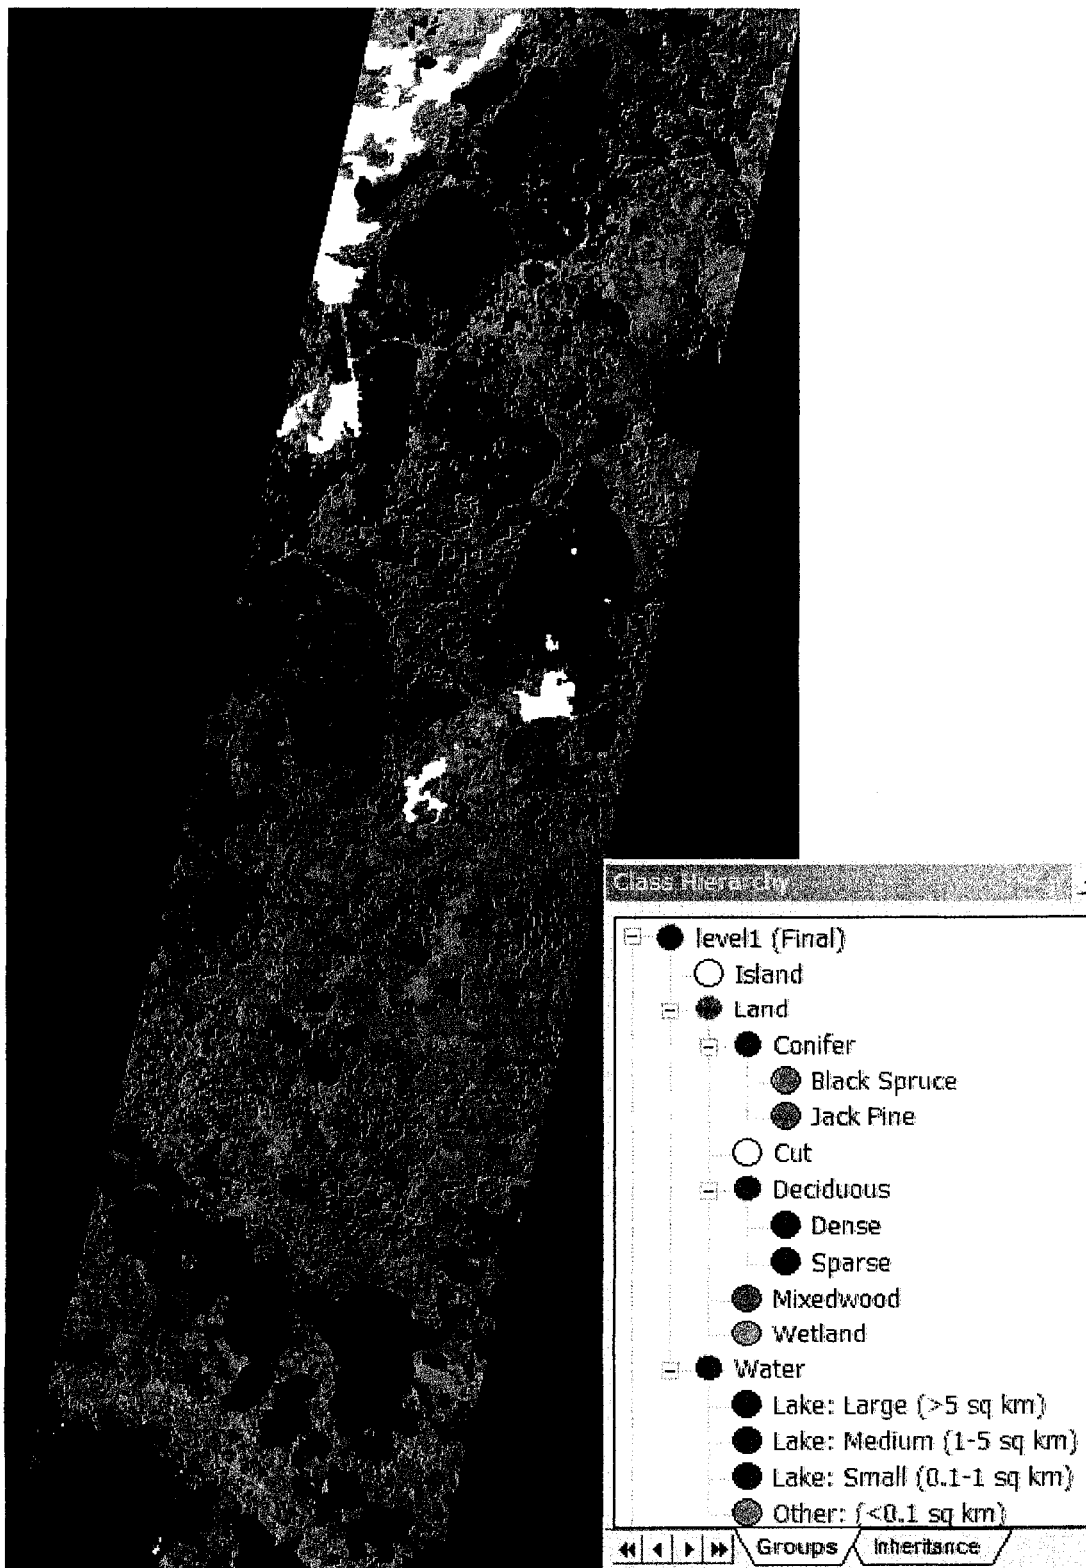 Class Hierarchy
level1 (Final)
Island
Land
Conifer
Black Spruce
Jack Pine
Cut
Deciduous
Dense
Sparse
Mixedwood
Wetland
Water
Lake: Large (>5 sq km)
Lake: Medium (1-5 sq km)
Lake: Small (0.1-1 sq km)
Other: (<0.1 sq km)
Groups Inheritance